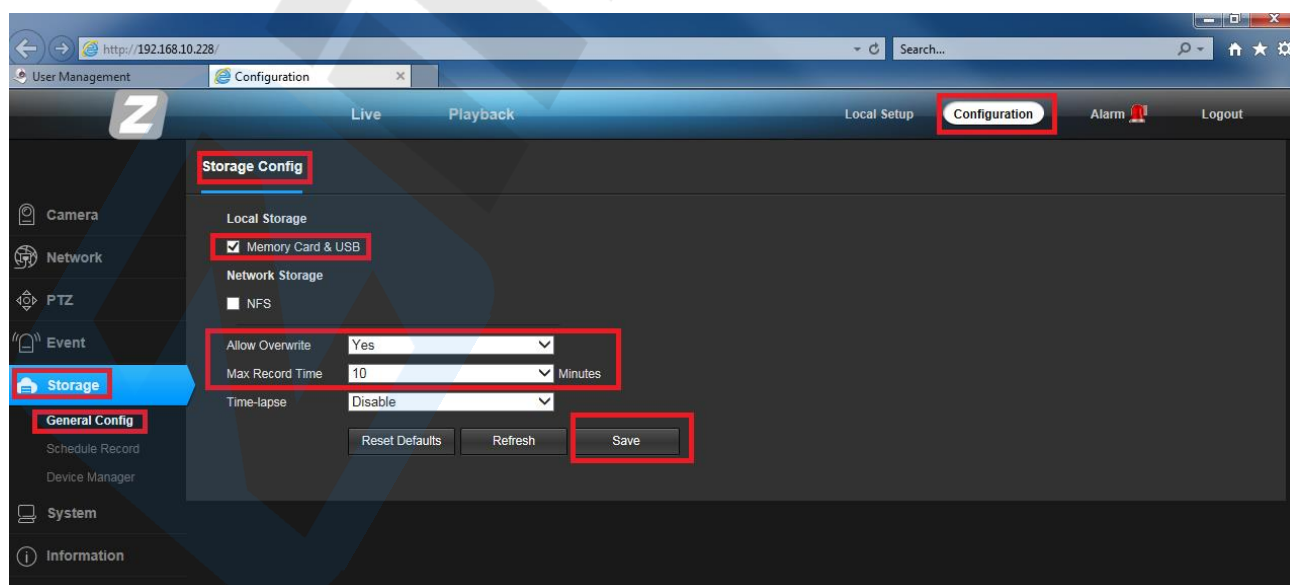 http://192.168.10.228/
Search...
User Management
Configuration
Z
Live Playback Local Setup Configuration Alarm Logout
Storage Config
Camera
Network
PTZ
Event
Storage
General Config
Schedule Record
Device Manager
System
Information
Local Storage
Memory Card & USB
Network Storage
NFS
Allow Overwrite Yes
Max Record Time 10 Minutes
Time-lapse Disable
Reset Defaults Refresh Save